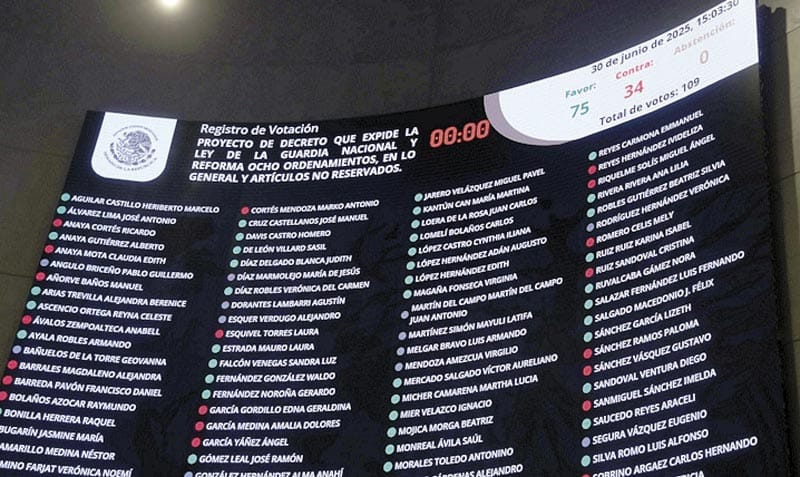 Registro de Votación
PROYECTO DE DECRETO QUE EXPIDE LA
LEY DE LA GUARDIA NACIONAL Y
REFORMA OCHO ORDENAMIENTOS, EN LO
GENERAL Y ARTÍCULOS NO RESERVADOS.
00:00
30 de junio de 2025, 15:03:30
Favor: Contra: Abstención:
75 34 0
Total de votos: 109
AGUILAR CASTILLO HERIBERTO MARCELO
ÁLVAREZ LIMA JOSÉ ANTONIO
ANAYA CORTÉS RICARDO
ANAYA GUTIÉRREZ ALBERTO
ANAYA MOTA CLAUDIA EDITH
ANGULO BRICEÑO PABLO GUILLERMO
AÑORVE BAÑOS MANUEL
ARIAS TREVILLA ALEJANDRA BERENICE
ASCENCIO ORTEGA REYNA CELESTE
ÁVALOS ZEMPOALTECA ANABELL
AYALA ROBLES ARMANDO
BAÑUELOS DE LA TORRE GEOVANNA
BARRALES MAGDALENO ALEJANDRA
BARREDA PAVÓN FRANCISCO DANIEL
BOLAÑOS AZOCAR RAYMUNDO
BONILLA HERRERA RAQUEL
BUGARÍN JASMINE MARÍA
CAMARILLO MEDINA NÉSTOR
CAMINO FARJAT VERÓNICA NOEMÍ
CORTÉS MENDOZA MARKO ANTONIO
CRUZ CASTELLANOS JOSÉ MANUEL
DAVIS CASTRO HOMERO
DE LEÓN VILLARD SASIL
DÍAZ DELGADO BLANCA JUDITH
DÍAZ MARMOLEJO MARÍA DE JESÚS
DÍAZ ROBLES VERÓNICA DEL CARMEN
DORANTES LAMBARRI AGUSTÍN
ESQUER VERDUGO ALEJANDRO
ESQUIVEL TORRES LAURA
ESTRADA MAURO LAURA
FALCÓN VENEGAS SANDRA LUZ
FERNÁNDEZ GONZÁLEZ WALDO
FERNÁNDEZ NOROÑA GERARDO
GARCÍA GORDILLO EDNA GERALDINA
GARCÍA MEDINA AMALIA DOLORES
GARCÍA YÁÑEZ ÁNGEL
GÓMEZ LEAL JOSÉ RAMÓN
GONZÁLEZ HERNÁNDEZ ALMA ANAHÍ
JARERO VELÁZQUEZ MIGUEL PAVEL
KANTÚN CAN MARÍA MARTINA
LOERA DE LA ROSA JUAN CARLOS
LOMELÍ BOLAÑOS CARLOS
LÓPEZ CASTRO CYNTHIA ILIANA
LÓPEZ HERNÁNDEZ ADÁN AUGUSTO
LÓPEZ HERNÁNDEZ EDITH
MAGAÑA FONSECA VIRGINIA
MARTÍN DEL CAMPO MARTÍN DEL CAMPO
JUAN ANTONIO
MARTÍNEZ SIMÓN MAYULI LATIFA
MELGAR BRAVO LUIS ARMANDO
MENDOZA AMEZCUA VIRGILIO
MERCADO SALGADO VÍCTOR AURELIANO
MICHER CAMARENA MARTHA LUCIA
MIER VELAZCO IGNACIO
MOJICA MORGA BEATRIZ
MONREAL ÁVILA SAÚL
MORALES TOLEDO ANTONINO
CÁRDENAS ALEJANDRO
REYES CARMONA EMMANUEL
REYES HERNÁNDEZ IVIDELIZA
RIQUELME SOLÍS MIGUEL ÁNGEL
RIVERA RIVERA ANA LILIA
ROBLES GUTIÉRREZ BEATRIZ SILVIA
RODRÍGUEZ HERNÁNDEZ VERÓNICA
ROMERO CELIS MELY
RUIZ RUIZ KARINA ISABEL
RUIZ SANDOVAL CRISTINA
RUVALCABA GÁMEZ NORA
SALAZAR FERNÁNDEZ LUIS FERNANDO
SALGADO MACEDONIO J. FÉLIX
SÁNCHEZ GARCÍA LIZETH
SÁNCHEZ RAMOS PALOMA
SÁNCHEZ VÁSQUEZ GUSTAVO
SANDOVAL VENTURA DIEGO
SANMIGUEL SÁNCHEZ IMELDA
SAUCEDO REYES ARACELI
SEGURA VÁZQUEZ EUGENIO
SILVA ROMO LUIS ALFONSO
SOBRINO ARGAEZ CARLOS HERNANDO